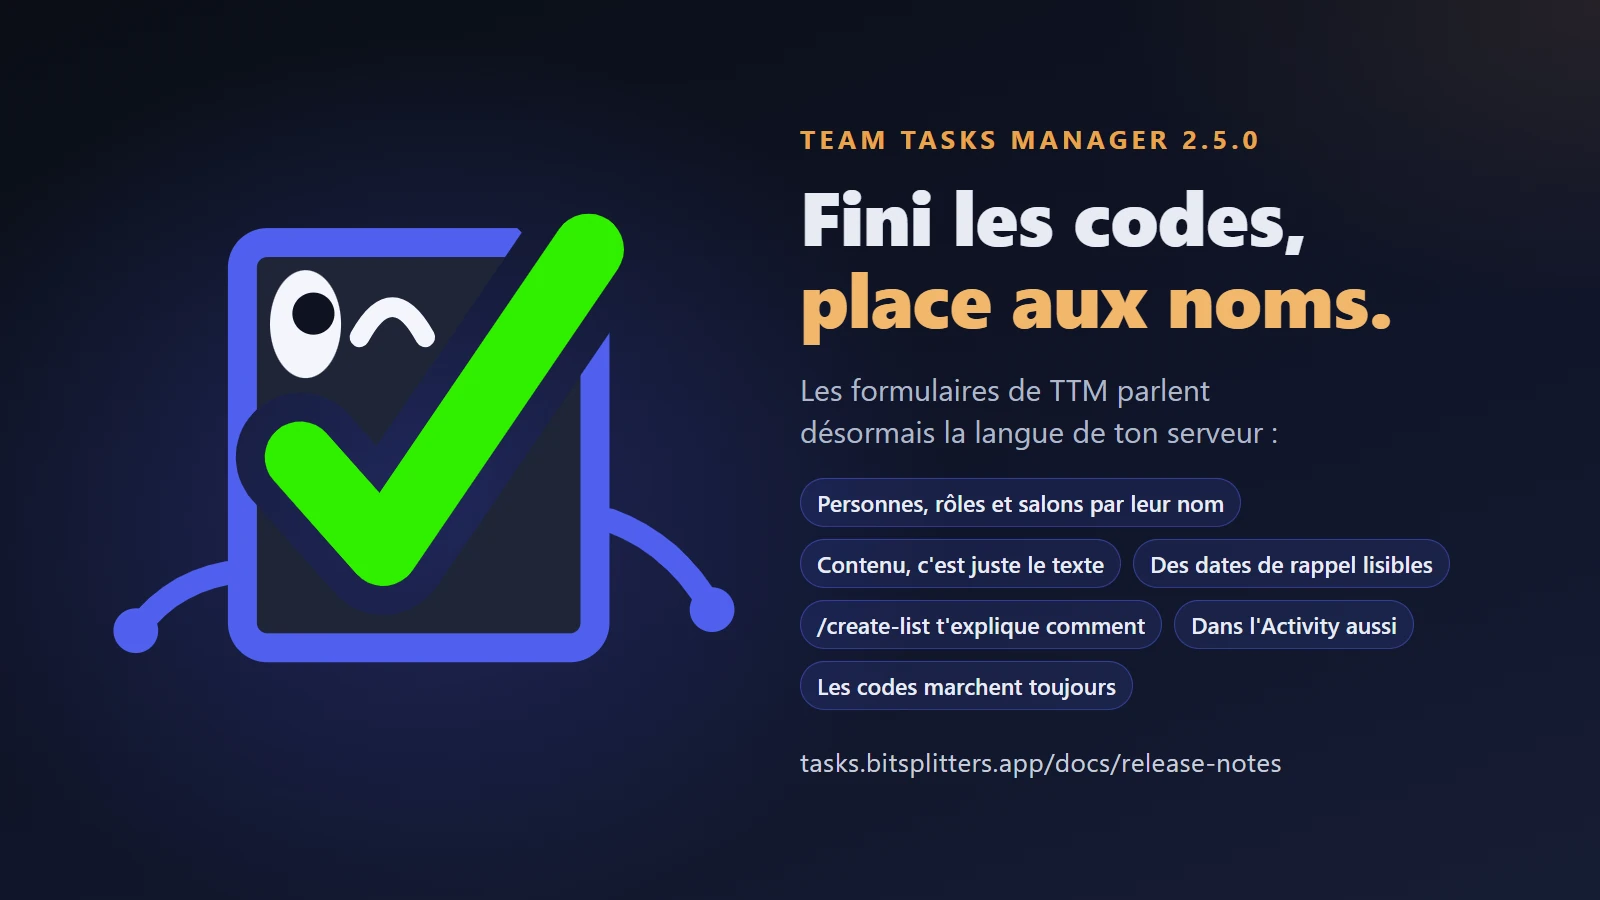 TEAM TASKS MANAGER 2.5.0
Fini les codes,
place aux noms.
Les formulaires de TTM parlent
désormais la langue de ton serveur :
Personnes, rôles et salons par leur nom
Contenu, c'est juste le texte
Des dates de rappel lisibles
/create-list t'explique comment
Dans l'Activity aussi
Les codes marchent toujours
tasks.bitsplitters.app/docs/release-notes